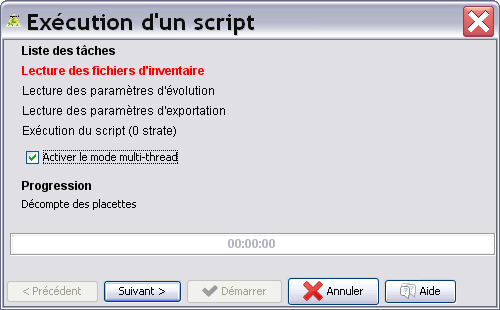 Exécution d'un script
Liste des tâches
Lecture des fichiers d'inventaire
Lecture des paramètres d'évolution
Lecture des paramètres d'exportation
Exécution du script (0 strate)
Activer le mode multi-thread
Progression
Décompte des placettes
00:00:00
< Précédent
Suivant >
Démarrer
Annuler
Aide